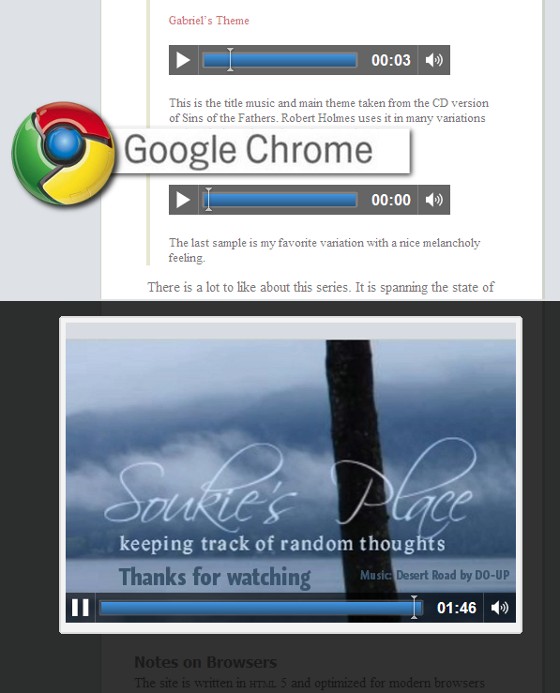 Gabriel's Theme
00:03
This is the title music and main theme taken from the CD version
of Sins of the Fathers. Robert Holmes uses it in many variations
Google Chrome
00:00
The last sample is my favorite variation with a nice melancholy
feeling.
There is a lot to like about this series. It is spanning the state of
Soukie's Place
keeping track of random thoughts
Thanks for watching
Music: Desert Road by DO-UP
01:46
Notes on Browsers
The site is written in HTML 5 and optimized for modern browsers